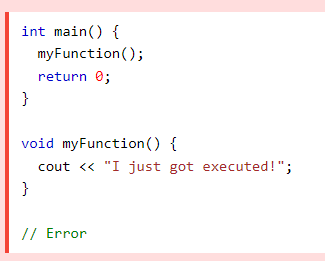 int main() {
  myFunction();
  return 0;
}

void myFunction() {
  cout << "I just got executed!";
}

// Error